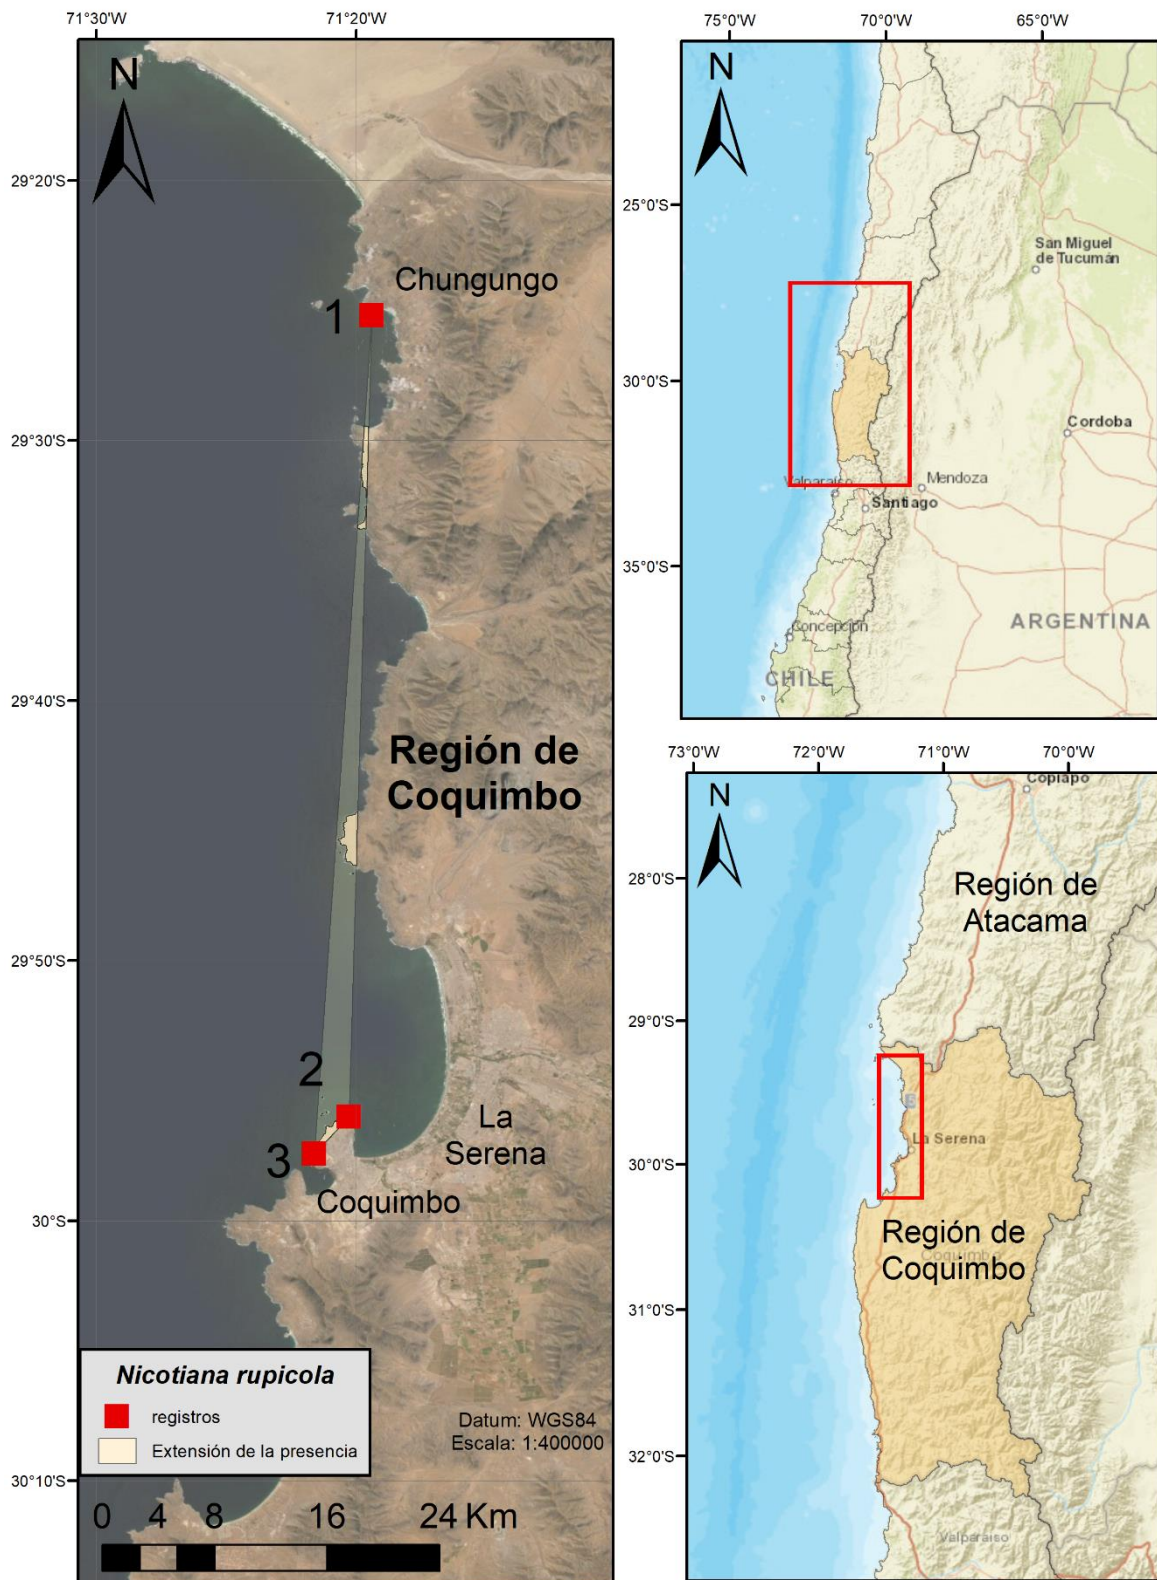 71°30'W
71°20'W
N
29°20'S
Chungungo
1
29°30'S
29°40'S
Región de
Coquimbo
29°50'S
2
La
Serena
3
Coquimbo
30°S
Nicotiana rupicola
registros
Extensión de la presencia
Datum: WGS84
Escala: 1:400000
30°10'S
0 4 8 16 24 Km
75°0'W
70°0'W
65°0'W
N
25°0'S
San Miguel
de Tucumán
30°0'S
Cordoba
Valparaíso
Mendoza
Santiago
35°0'S
Concepción
ARGENTINA
CHILE
73°0'W
72°0'W
71°0'W
70°0'W
Copiapo
N
28°0'S
Región de
Atacama
29°0'S
La Serena
30°0'S
Región de
Coquimbo
Coquimbo
31°0'S
32°0'S
Valparaiso